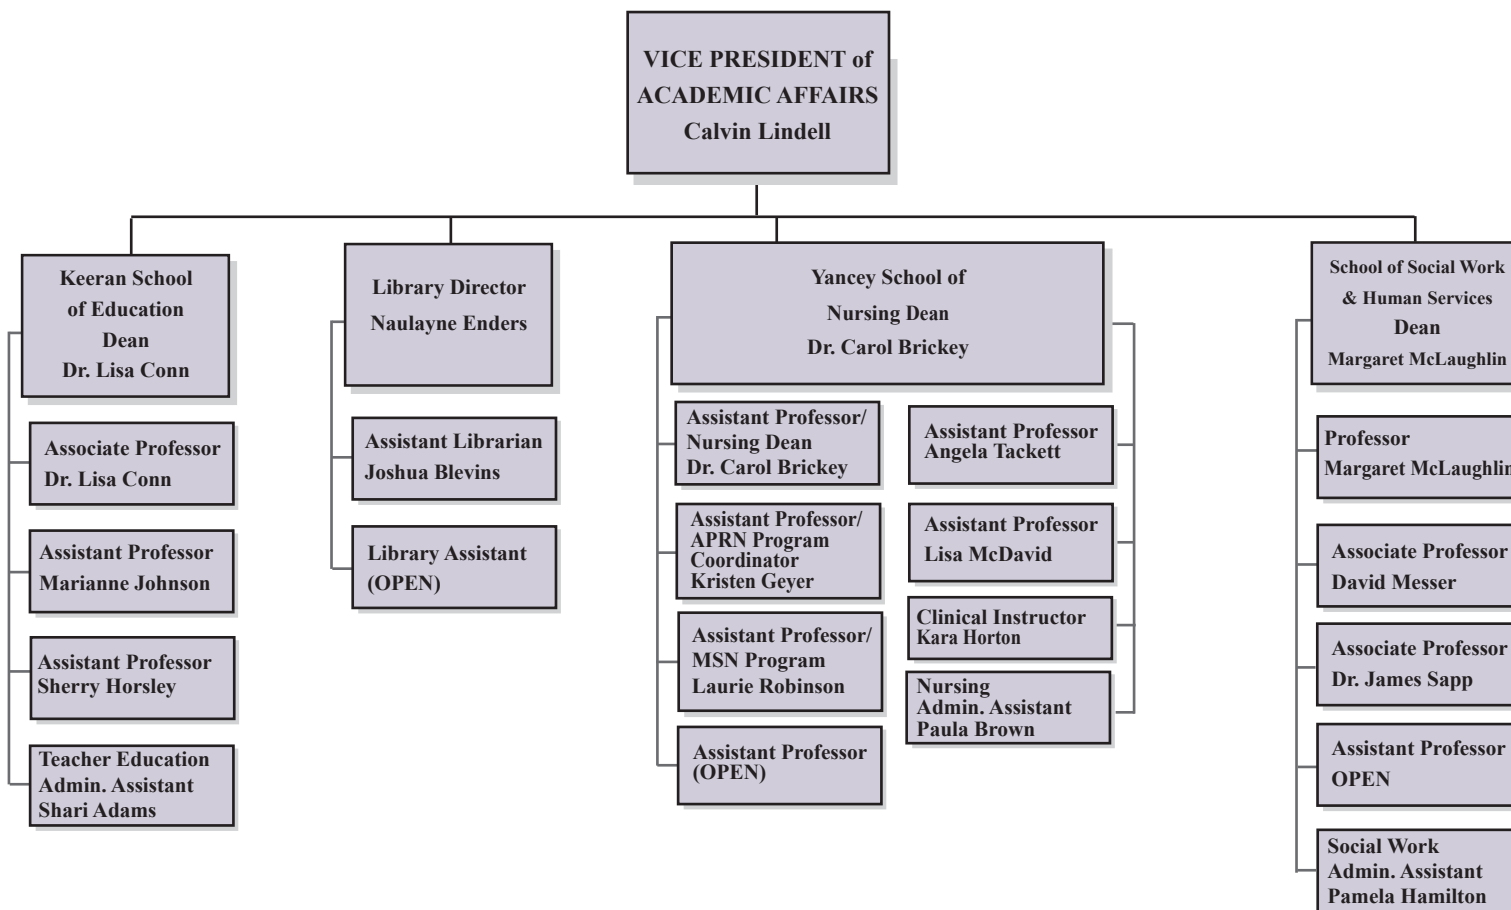 VICE PRESIDENT of
ACADEMIC AFFAIRS
Calvin Lindell
Keeran School
of Education
Dean
Dr. Lisa Conn
Associate Professor
Dr. Lisa Conn
Assistant Professor
Marianne Johnson
Assistant Professor
Sherry Horsley
Teacher Education
Admin. Assistant
Shari Adams
Library Director
Naulayne Enders
Assistant Librarian
Joshua Blevins
Library Assistant
(OPEN)
Yancey School of
Nursing Dean
Dr. Carol Brickey
Assistant Professor/
Nursing Dean
Dr. Carol Brickey
Assistant Professor/
APRN Program
Coordinator
Kristen Geyer
Assistant Professor/
MSN Program
Laurie Robinson
Assistant Professor
(OPEN)
Assistant Professor
Angela Tackett
Assistant Professor
Lisa McDavid
Clinical Instructor
Kara Horton
Nursing
Admin. Assistant
Paula Brown
School of Social Work
& Human Services
Dean
Margaret McLaughlin
Professor
Margaret McLaughlin
Associate Professor
David Messer
Associate Professor
Dr. James Sapp
Assistant Professor
OPEN
Social Work
Admin. Assistant
Pamela Hamilton